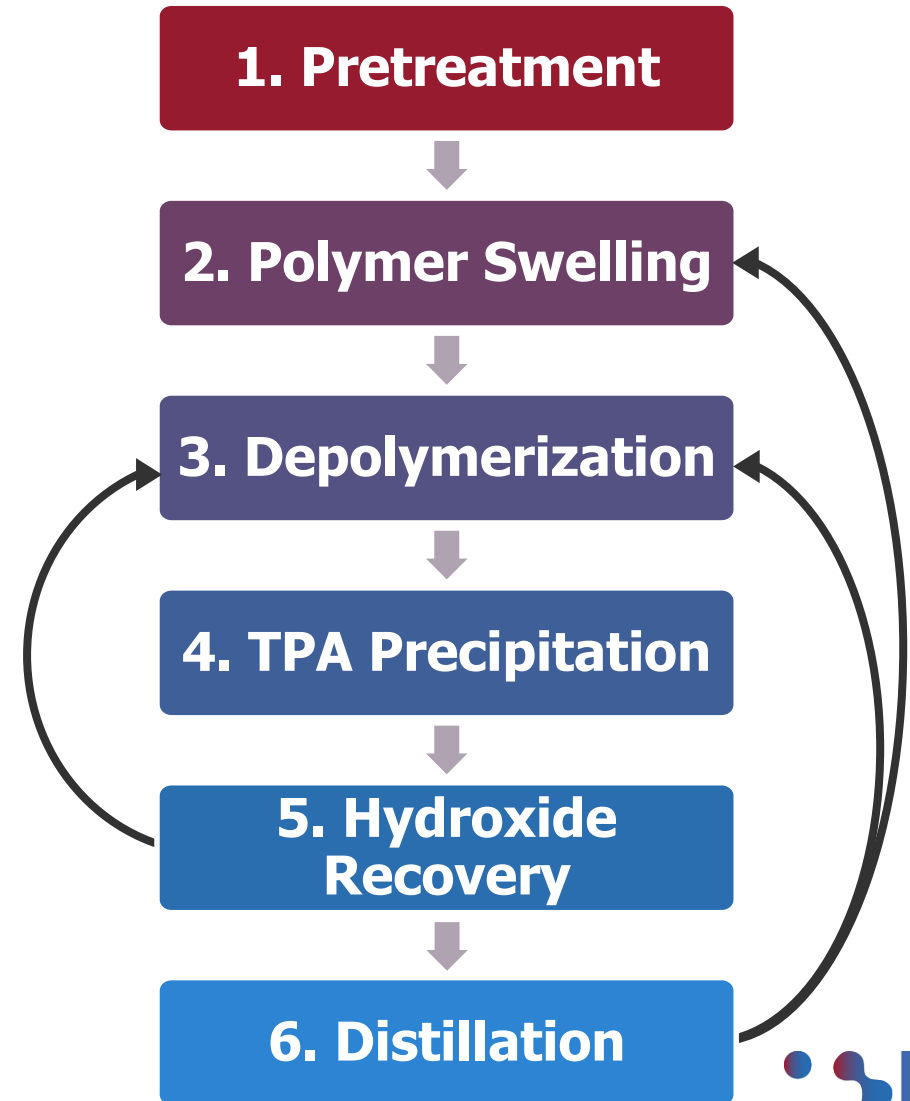 1. Pretreatment
2. Polymer Swelling
3. Depolymerization
4. TPA Precipitation
5. Hydroxide
Recovery
6. Distillation